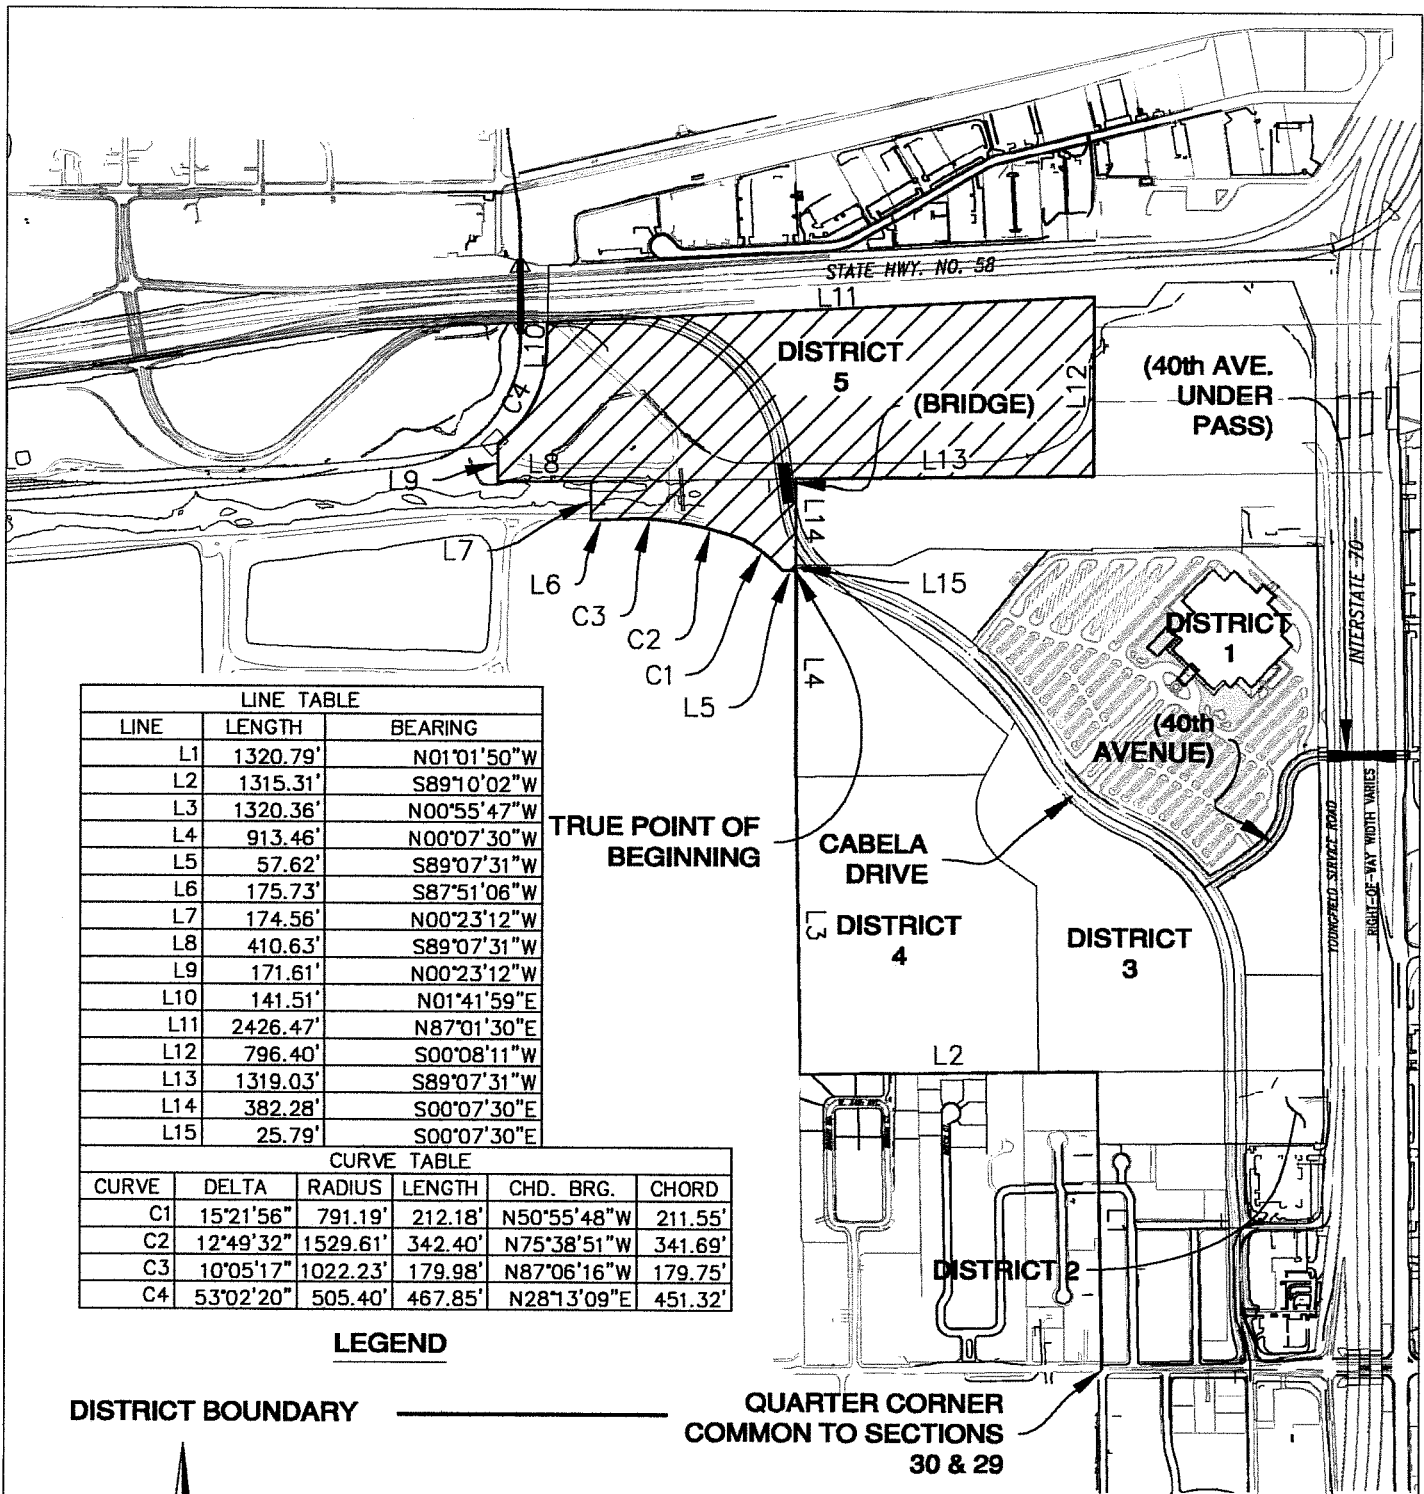 STATE HWY. NO. 58
L11
L10
DISTRICT
5
(BRIDGE)
L12
(40th AVE.
UNDER
PASS)
C4
L9
L8
L13
L14
L7
L6
C3
C2
C1
L5
L15
L4
DISTRICT
1
INTERSTATE 70
(40th
AVENUE)
TRUE POINT OF
BEGINNING
CABELA
DRIVE
YOUNGFIELD SERVICE ROAD
RIGHT-OF-WAY WIDTH VARIES
L3
DISTRICT
4
DISTRICT
3
L2
DISTRICT 2
LINE TABLE
LINE LENGTH BEARING
L1 1320.79' N01°01'50"W
L2 1315.31' S89°10'02"W
L3 1320.36' N00°55'47"W
L4 913.46' N00°07'30"W
L5 57.62' S89°07'31"W
L6 175.73' S87°51'06"W
L7 174.56' N00°23'12"W
L8 410.63' S89°07'31"W
L9 171.61' N00°23'12"W
L10 141.51' N01°41'59"E
L11 2426.47' N87°01'30"E
L12 796.40' S00°08'11"W
L13 1319.03' S89°07'31"W
L14 382.28' S00°07'30"E
L15 25.79' S00°07'30"E
CURVE TABLE
CURVE DELTA RADIUS LENGTH CHD. BRG. CHORD
C1 15°21'56" 791.19' 212.18' N50°55'48"W 211.55'
C2 12°49'32" 1529.61' 342.40' N75°38'51"W 341.69'
C3 10°05'17" 1022.23' 179.98' N87°06'16"W 179.75'
C4 53°02'20" 505.40' 467.85' N28°13'09"E 451.32'
LEGEND
DISTRICT BOUNDARY
QUARTER CORNER
COMMON TO SECTIONS
30 & 29